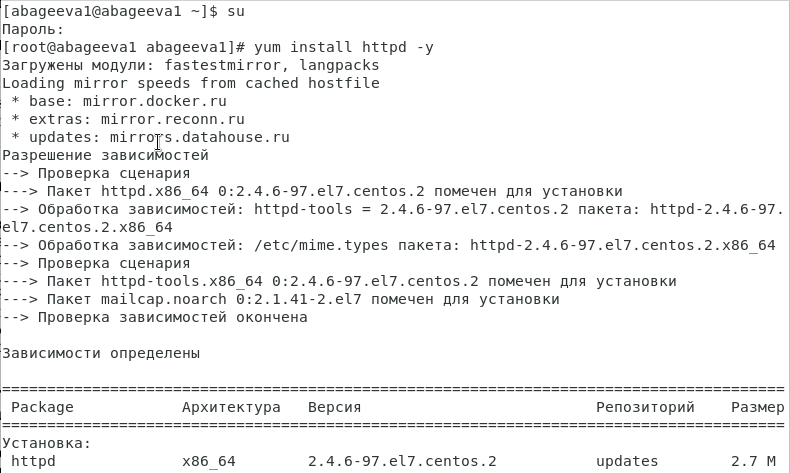 [abageeva1@abageeva1 ~]$ su
Пароль:
[root@abageeva1 abageeva1]# yum install httpd -y
Загружены модули: fastestmirror, langpacks
Loading mirror speeds from cached hostfile
 * base: mirror.docker.ru
 * extras: mirror.reconn.ru
 * updates: mirrors.datahouse.ru
Разрешение зависимостей
--> Проверка сценария
---> Пакет httpd.x86_64 0:2.4.6-97.el7.centos.2 помечен для установки
--> Обработка зависимостей: httpd-tools = 2.4.6-97.el7.centos.2 пакета: httpd-2.4.6-97.
el7.centos.2.x86_64
--> Обработка зависимостей: /etc/mime.types пакета: httpd-2.4.6-97.el7.centos.2.x86_64
--> Проверка сценария
---> Пакет httpd-tools.x86_64 0:2.4.6-97.el7.centos.2 помечен для установки
---> Пакет mailcap.noarch 0:2.1.41-2.el7 помечен для установки
--> Проверка зависимостей окончена
Зависимости определены
=======================================================================================
 Package            Архитектура   Версия                          Репозиторий    Размер
=======================================================================================
Установка:
 httpd              x86_64        2.4.6-97.el7.centos.2           updates        2.7 M